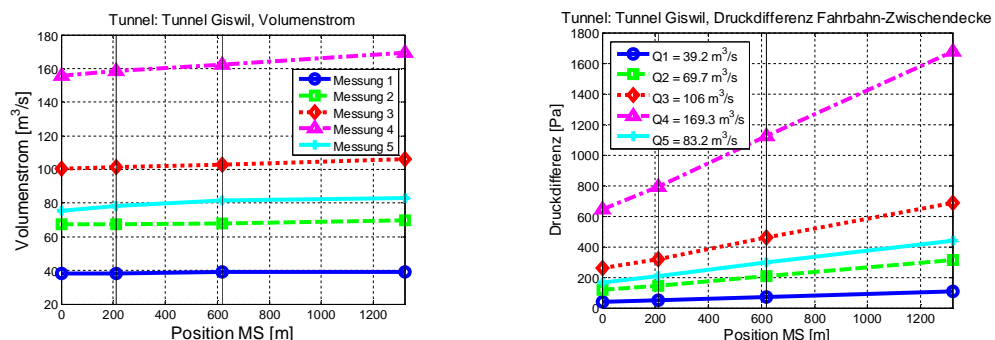 Tunnel: Tunnel Giswil, Volumenstrom
Volumenstrom [m³/s]
180
160
140
120
100
80
60
40
20
Messung 1
Messung 2
Messung 3
Messung 4
Messung 5
0
200
400
600
800
1000
1200
Position MS [m]
Tunnel: Tunnel Giswil, Druckdifferenz Fahrbahn-Zwischendecke
Druckdifferenz [Pa]
1800
1600
1400
1200
1000
800
600
400
200
0
Q1 = 39.2 m³/s
Q2 = 69.7 m³/s
Q3 = 106 m³/s
Q4 = 169.3 m³/s
Q5 = 83.2 m³/s
0
200
400
600
800
1000
1200
Position MS [m]